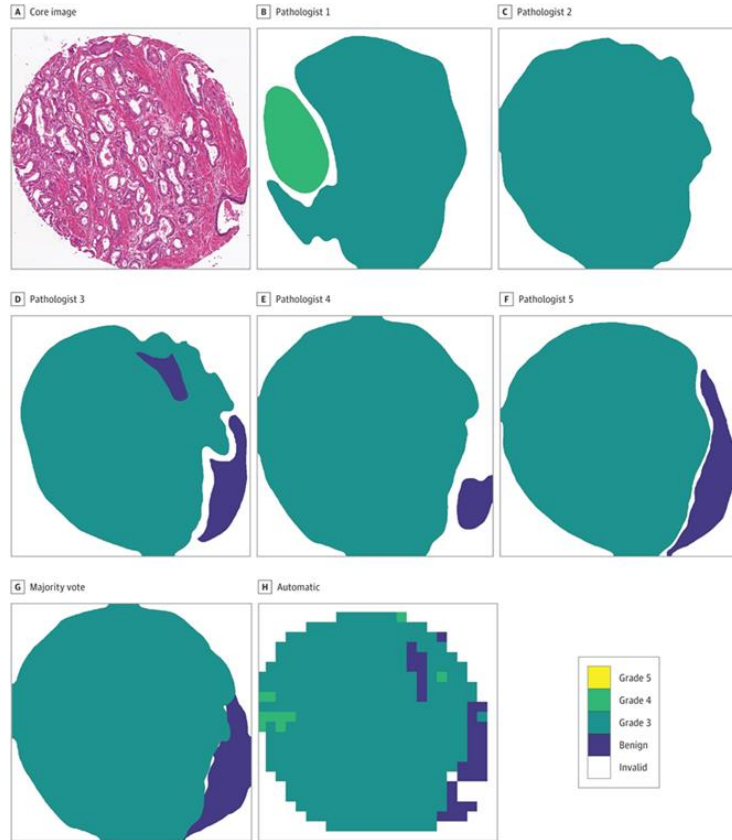 A Core image
B Pathologist 1
C Pathologist 2
D Pathologist 3
E Pathologist 4
F Pathologist 5
G Majority vote
H Automatic
Grade 5
Grade 4
Grade 3
Benign
Invalid